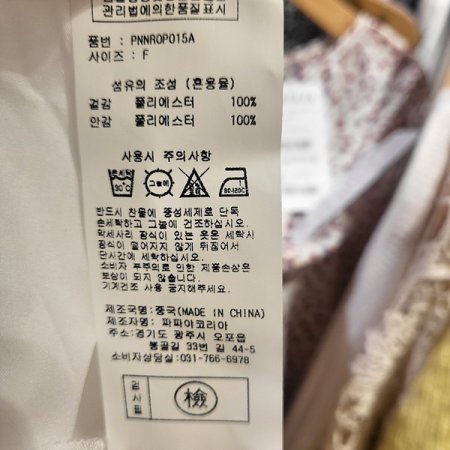 관리법에의한품질표시
품번 : PNNROPO15A
사이즈 : F
섬유의 조성 (혼용율)
겉감 폴리에스터 100%
안감 폴리에스터 100%
사용시 주의사항
30℃ 그늘에 80-120℃
반드시 찬물에 중성세제로 단독
손세탁하고 그늘에 건조하십시오.
악세사리 장식이 있는 옷은 세탁시
장식이 떨어지지 않게 뒤집어서
단시간에 세탁하십시오.
소비자 부주의로 인한 제품손상은
보상이 되지 않습니다.
기계건조 사용 금지해주세요.
제조국명:중국(MADE IN CHINA)
제조자명: 파파야코리아
주소:경기도 광주시 오포읍
봉골길 33번 길 44-5
소비자상담실:031-766-6978
검사필 檢